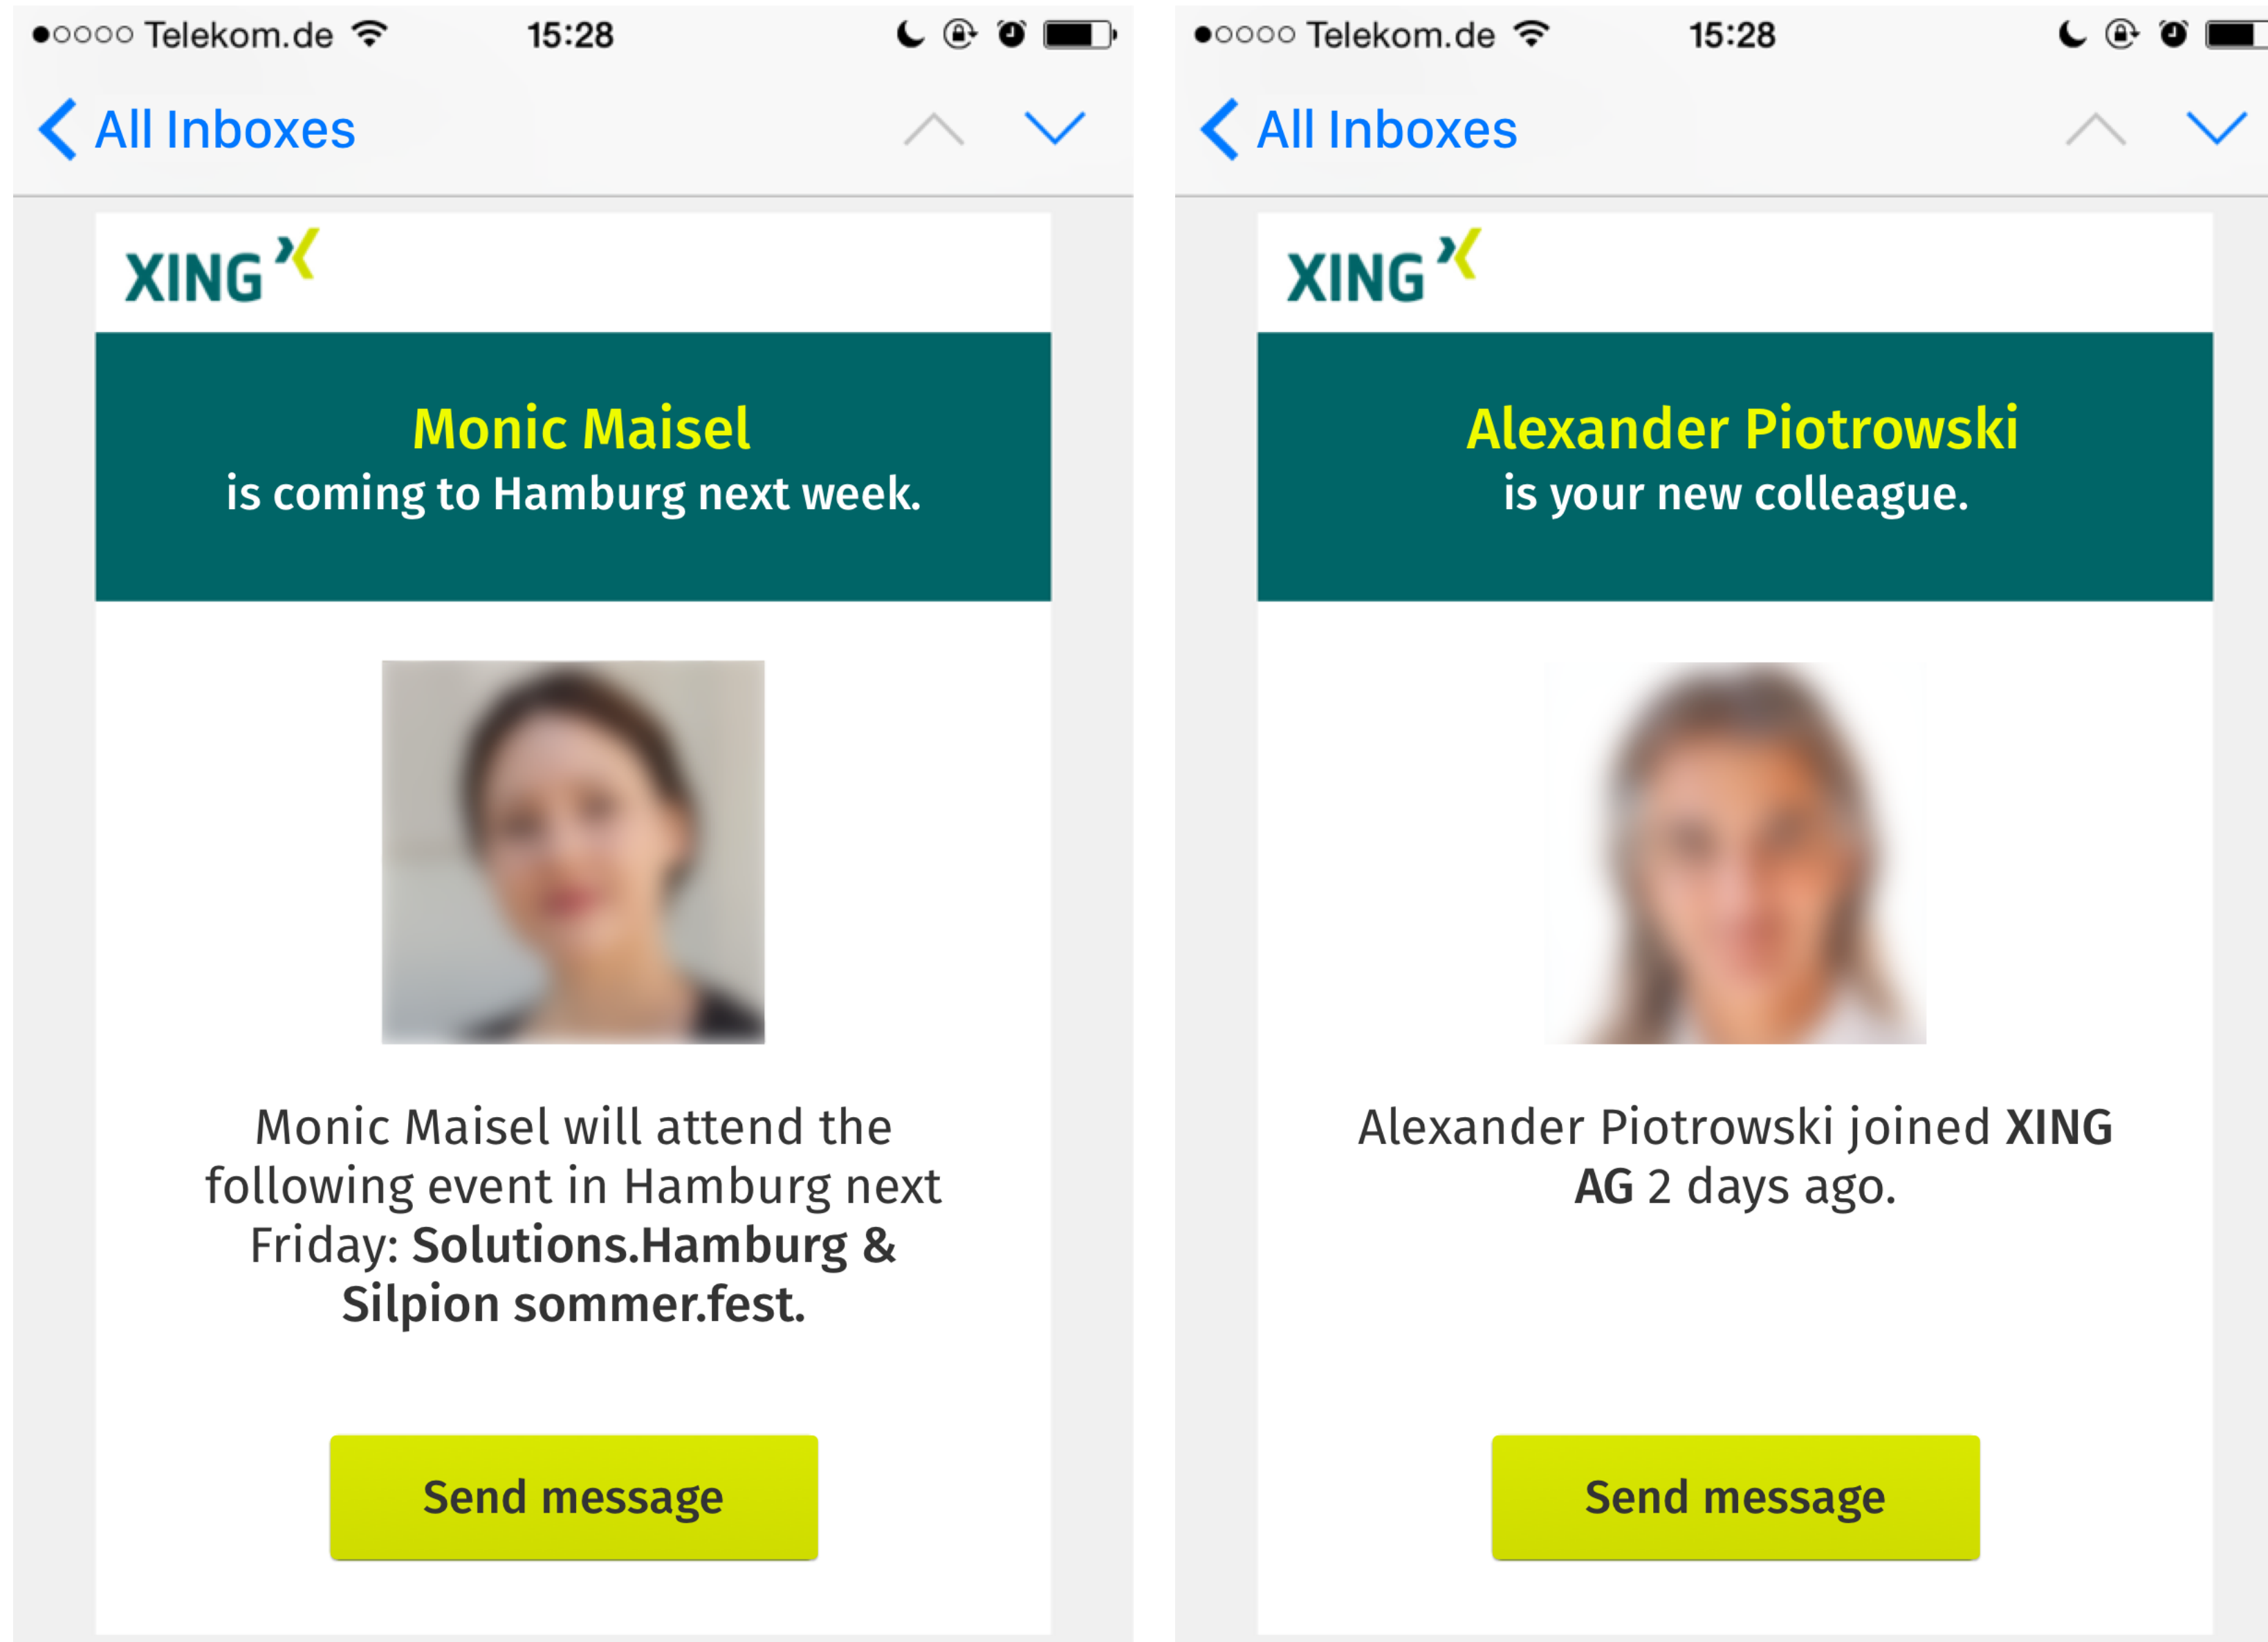 Telekom.de 15:28
All Inboxes
XING
Monic Maisel
is coming to Hamburg next week.
Monic Maisel will attend the
following event in Hamburg next
Friday: Solutions.Hamburg &
Silpion sommer.fest.
Send message
Telekom.de 15:28
All Inboxes
XING
Alexander Piotrowski
is your new colleague.
Alexander Piotrowski joined XING
AG 2 days ago.
Send message